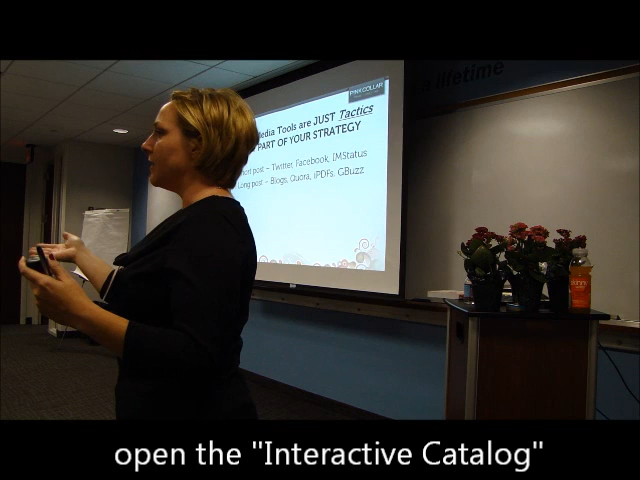 a lifetime
PINK COLLAR
Media Tools are JUST Tactics
PART OF YOUR STRATEGY
Short post – Twitter, Facebook, IMStatus
Long post – Blogs, Quora, iPDFs, GBuzz
open the "Interactive Catalog"